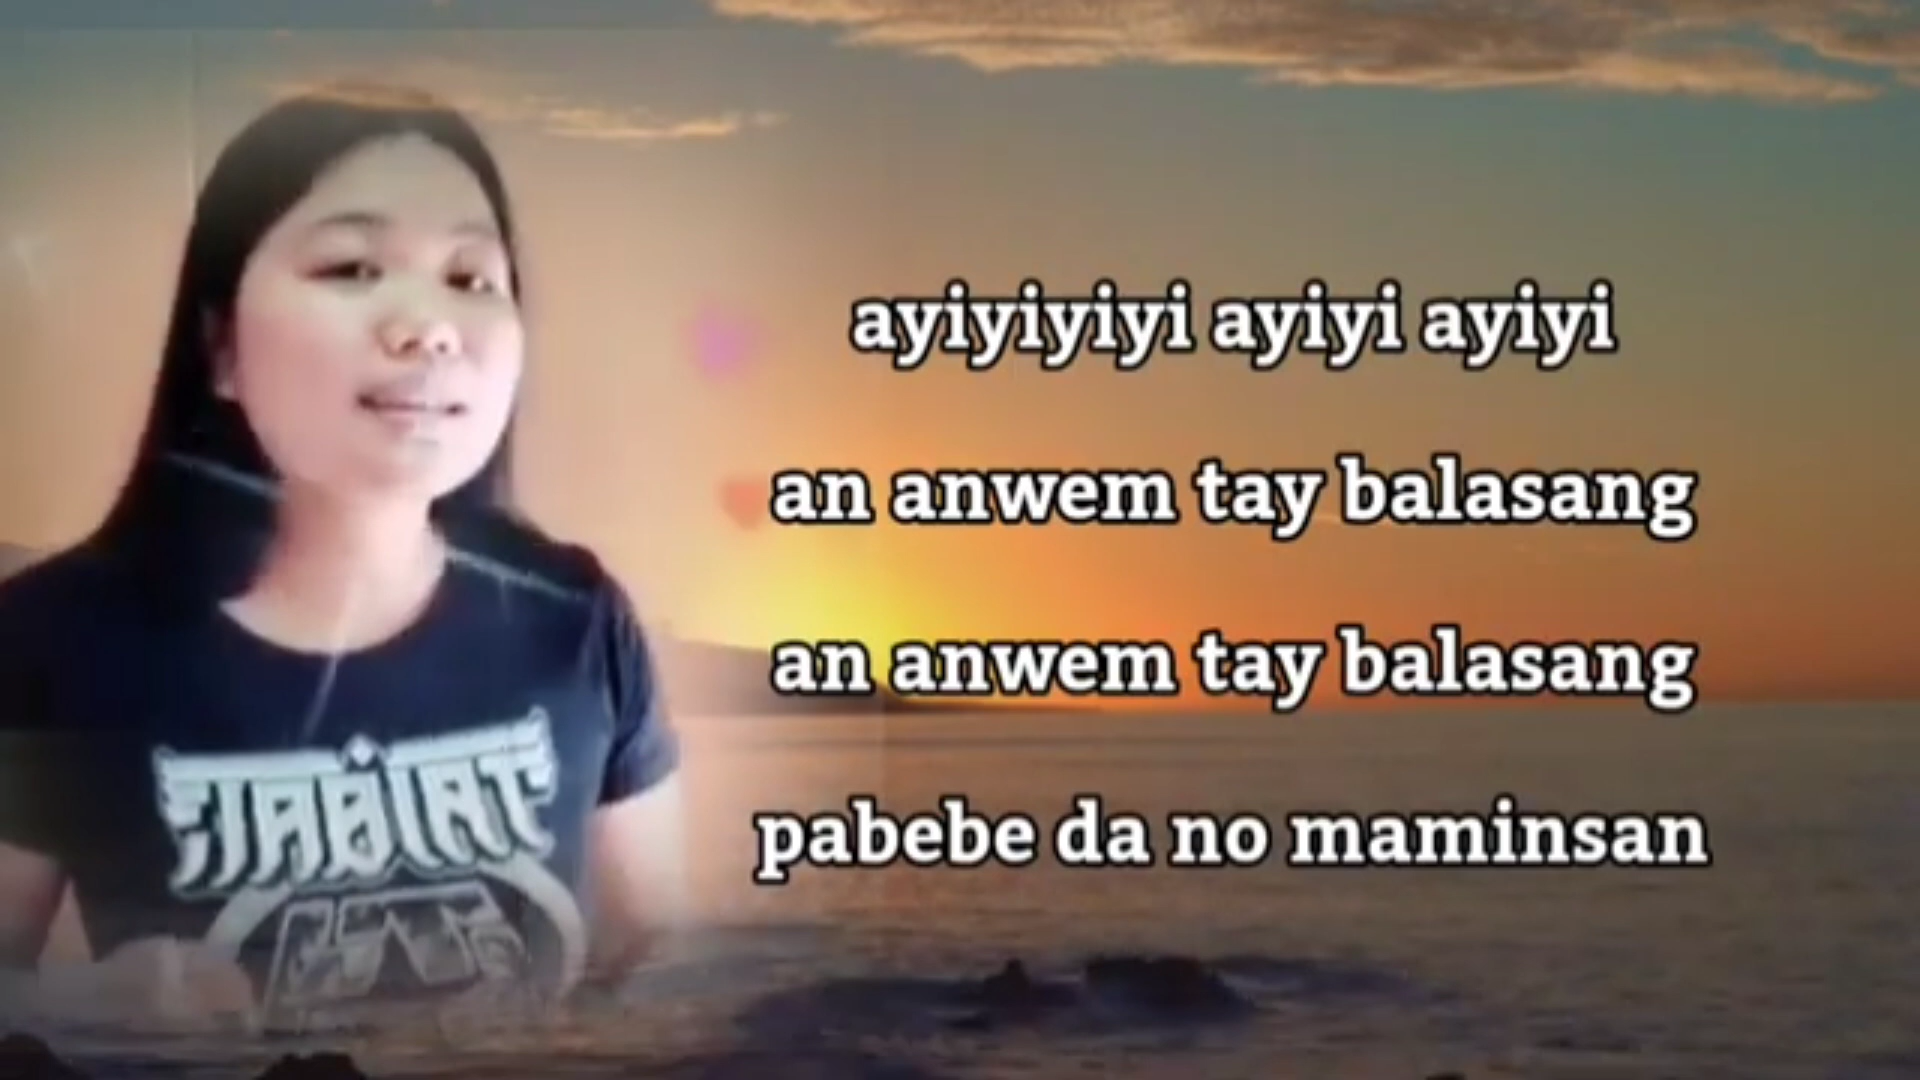 ayiyiyiyi ayiyi ayiyi
an anwem tay balasang
an anwem tay balasang
pabebe da no maminsan